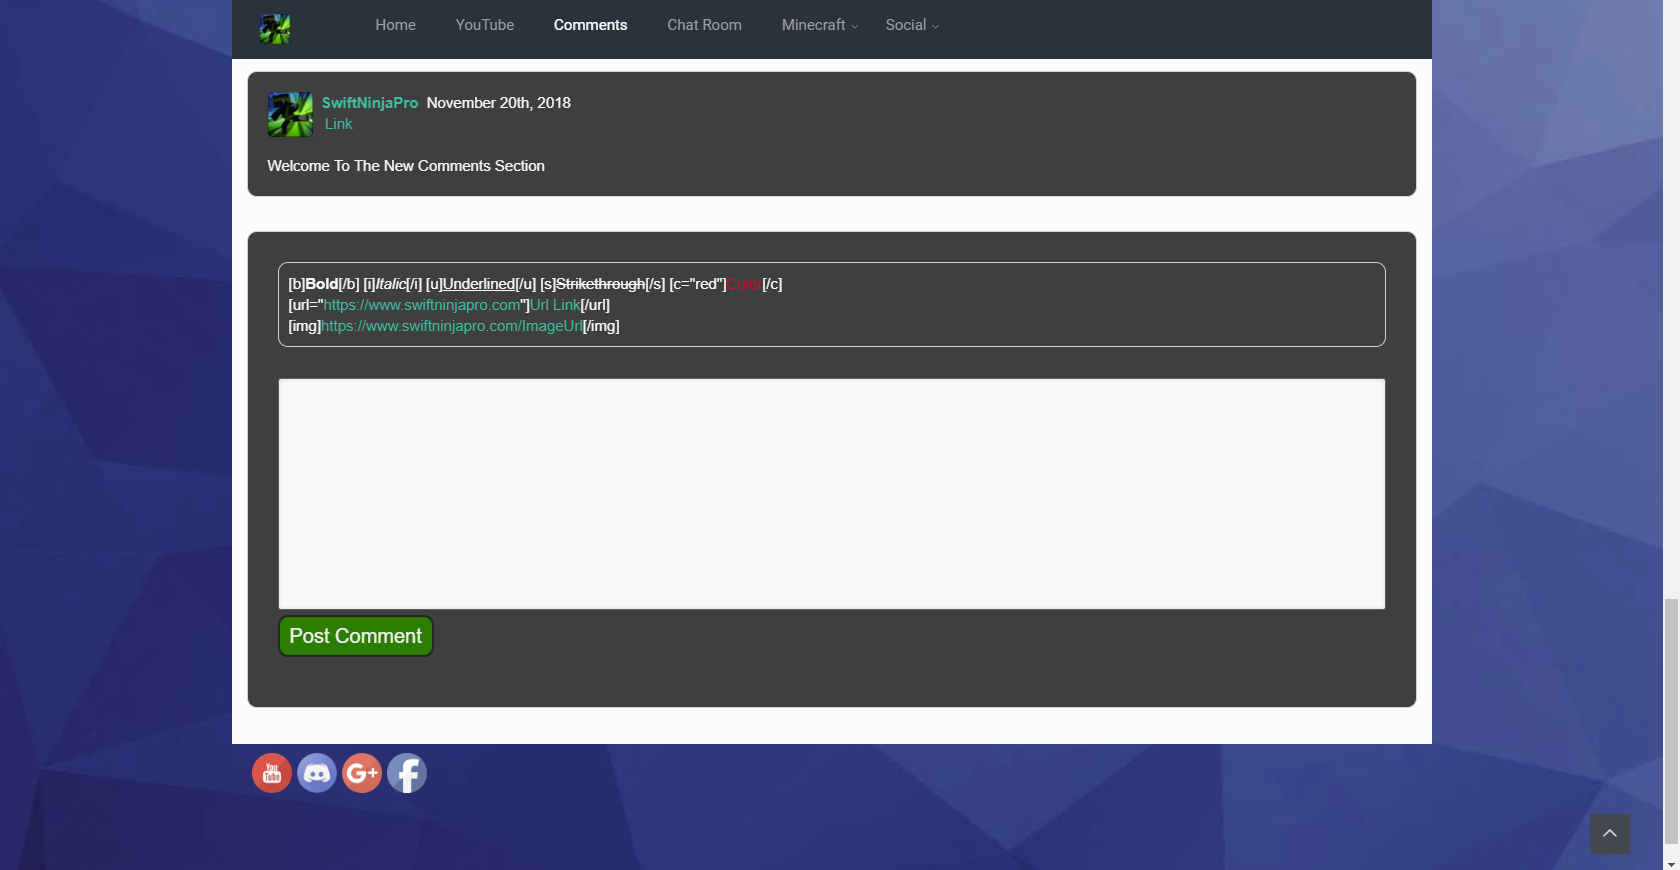 Home YouTube Comments Chat Room Minecraft Social
SwiftNinjaPro November 20th, 2018
Link
Welcome To The New Comments Section
[b]Bold[/b] [i]Italic[/i] [u]Underlined[/u] [s]Strikethrough[/s] [c="red"]Color[/c]
[url="https://www.swiftninjapro.com"]Url Link[/url]
[img]https://www.swiftninjapro.com/ImageUrl[/img]
Post Comment
You Tube G+ f